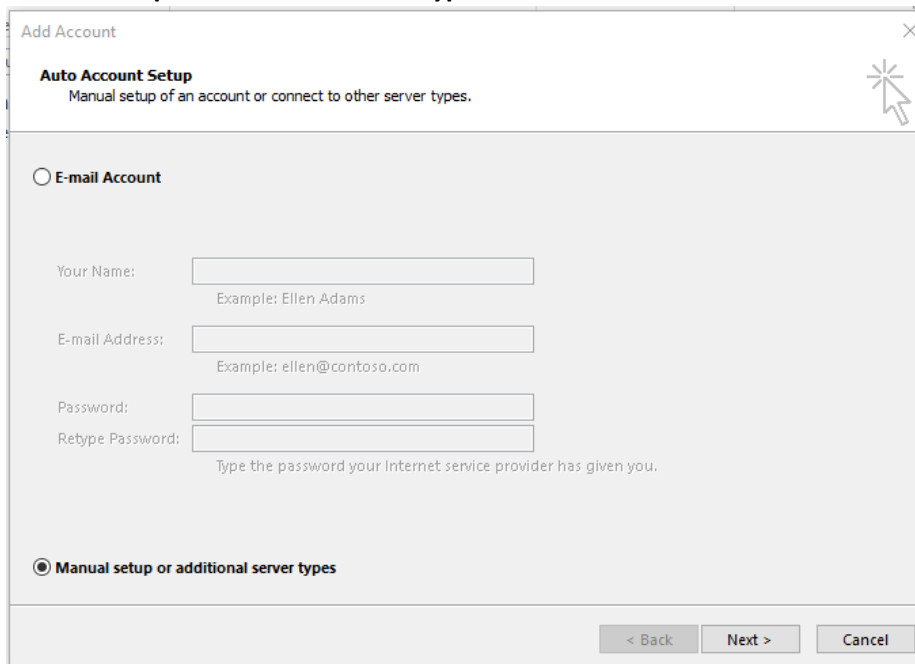 Add Account
Auto Account Setup
Manual setup of an account or connect to other server types.
E-mail Account
Your Name:
Example: Ellen Adams
E-mail Address:
Example: ellen@contoso.com
Password:
Retype Password:
Type the password your Internet service provider has given you.
Manual setup or additional server types
< Back Next > Cancel